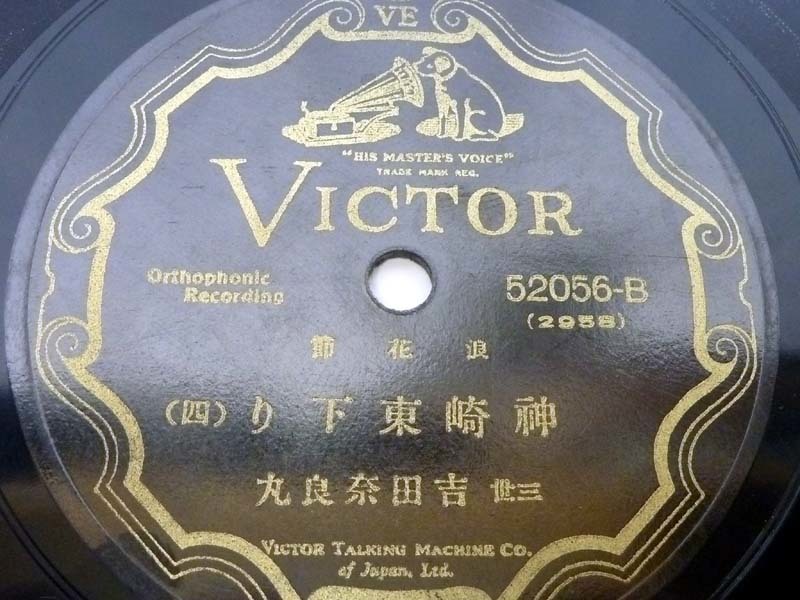 VE
"HIS MASTER'S VOICE"
TRADE MARK REG.
VICTOR
Orthophonic
Recording
52056-B
(2958)
浪花節
神崎東下り(四)
三世 吉田奈良丸
VICTOR TALKING MACHINE CO.
of Japan, Ltd.